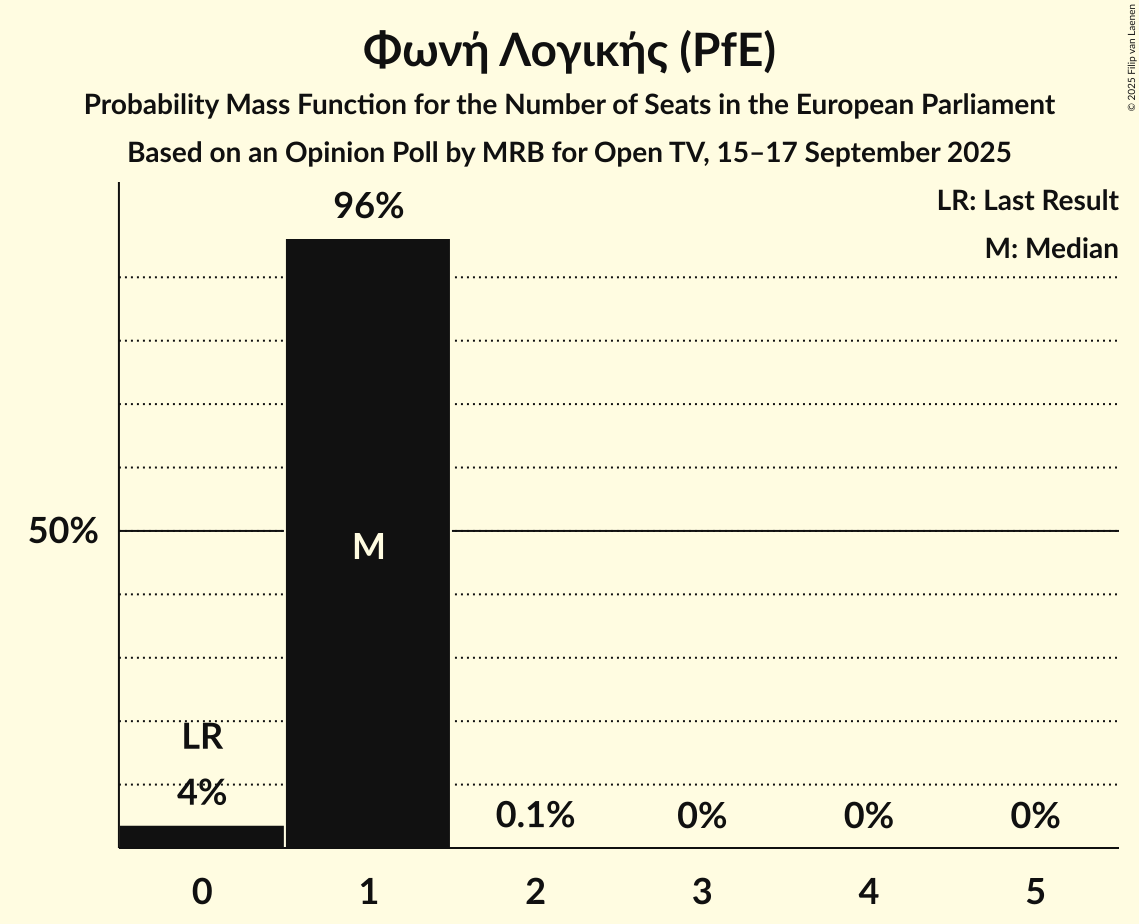 Φωνή Λογικής (PfE)
Probability Mass Function for the Number of Seats in the European Parliament
Based on an Opinion Poll by MRB for Open TV, 15–17 September 2025
© 2025 Filip van Laenen
LR: Last Result
M: Median
96%
50%
M
LR
4%
0.1%
0%
0%
0%
0
1
2
3
4
5